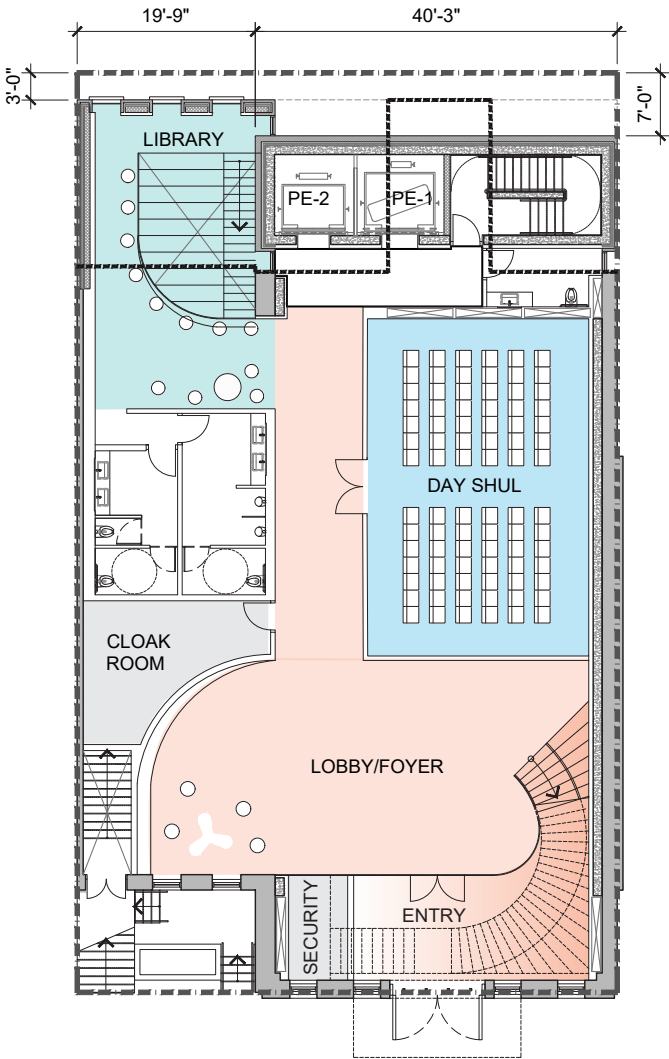 19'-9"
40'-3"
3'-0"
7'-0"
LIBRARY
PE-2
PE-1
DAY SHUL
CLOAK
ROOM
LOBBY/FOYER
SECURITY
ENTRY